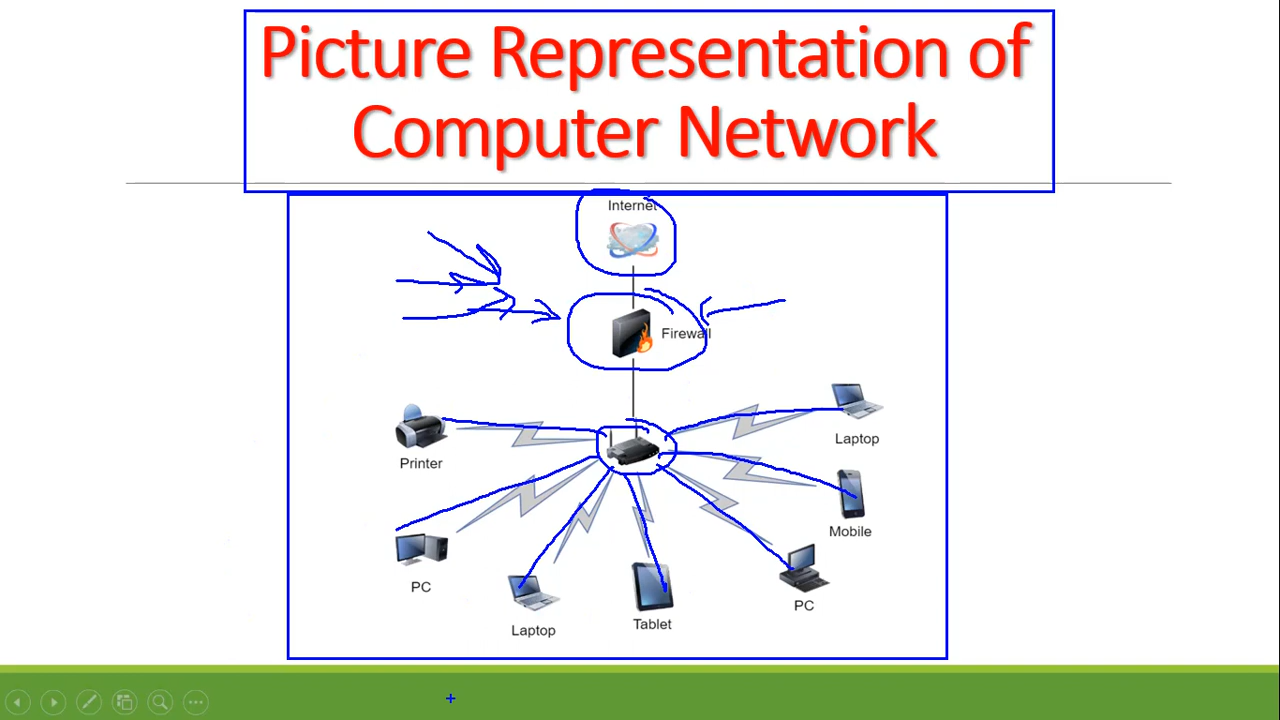 Picture Representation of
Computer Network
Internet
Firewall
Laptop
Printer
Mobile
PC
PC
Laptop
Tablet